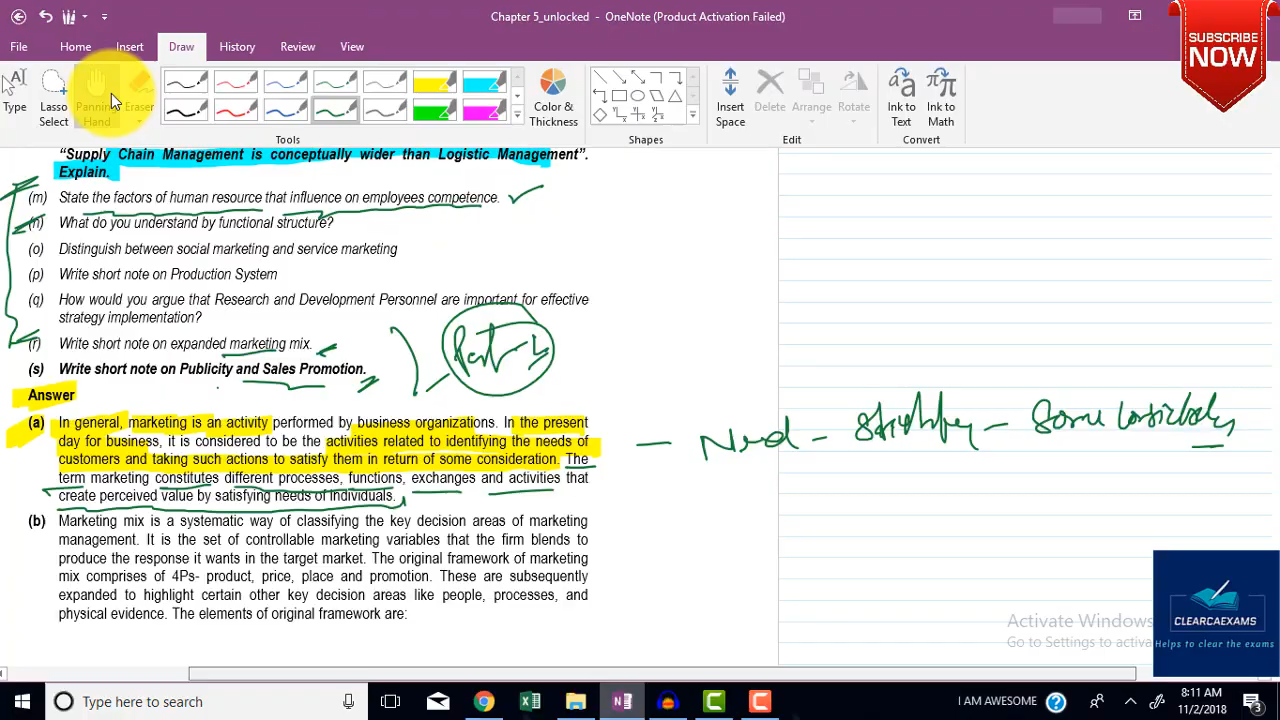 Chapter 5_unlocked - OneNote (Product Activation Failed)
SUBSCRIBE
NOW
File Home Insert Draw History Review View
Type
Lasso
Select
Panning
Hand
Eraser
Color &
Thickness
Insert
Space
Delete
Arrange
Rotate
Ink to
Text
Ink to
Math
Tools
Shapes
Edit
Convert
“Supply Chain Management is conceptually wider than Logistic Management”.
Explain.
(m) State the factors of human resource that influence on employees competence.
(n) What do you understand by functional structure?
(o) Distinguish between social marketing and service marketing
(p) Write short note on Production System
(q) How would you argue that Research and Development Personnel are important for effective
strategy implementation?
(r) Write short note on expanded marketing mix.
(s) Write short note on Publicity and Sales Promotion.
Part-
Answer
(a) In general, marketing is an activity performed by business organizations. In the present
day for business, it is considered to be the activities related to identifying the needs of
customers and taking such actions to satisfy them in return of some consideration. The
term marketing constitutes different processes, functions, exchanges and activities that
create perceived value by satisfying needs of individuals.
- Need - - Some
(b) Marketing mix is a systematic way of classifying the key decision areas of marketing
management. It is the set of controllable marketing variables that the firm blends to
produce the response it wants in the target market. The original framework of marketing
mix comprises of 4Ps- product, price, place and promotion. These are subsequently
expanded to highlight certain other key decision areas like people, processes, and
physical evidence. The elements of original framework are:
Activate Windows
Go to Settings to activa
CLEARCAEXAMS
Helps to clear the exams
Type here to search
I AM AWESOME
8:11 AM
11/2/2018
3